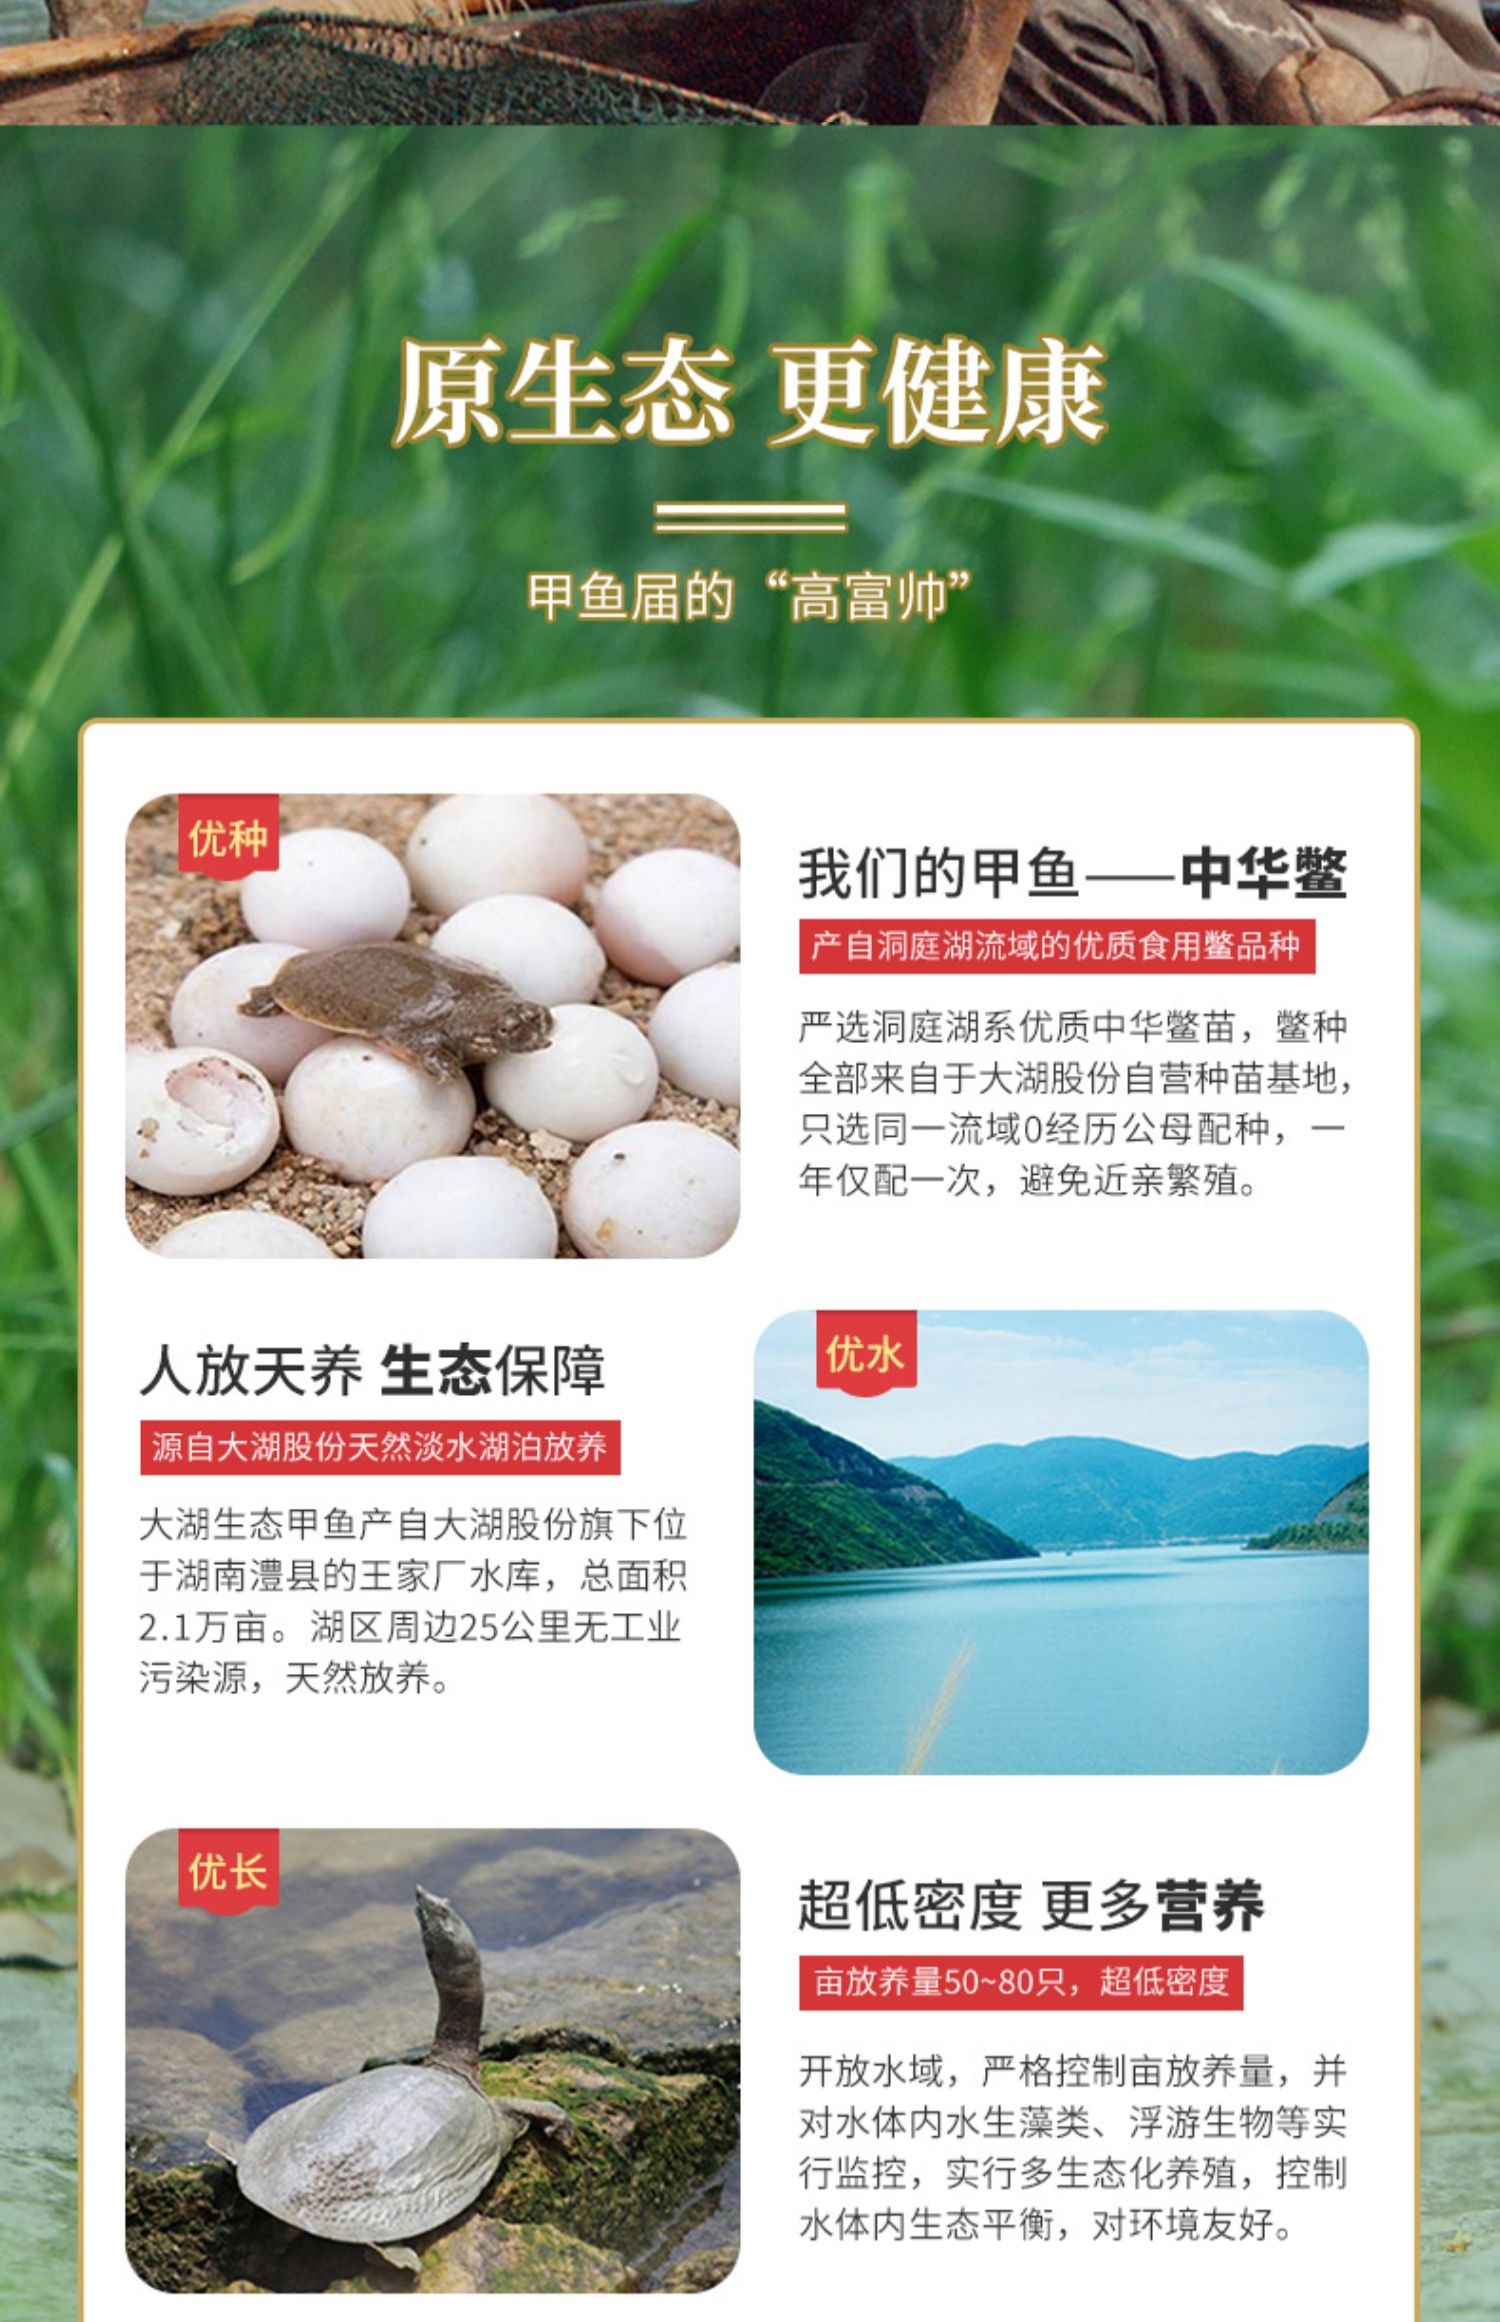 原生态 更健康
甲鱼届的“高富帅”
优种
我们的甲鱼——中华鳖
产自洞庭湖流域的优质食用鳖品种
严选洞庭湖系优质中华鳖苗，鳖种
全部来自于大湖股份自营种苗基地，
只选同一流域0经历公母配种，一
年仅配一次，避免近亲繁殖。
人放天养 生态保障
源自大湖股份天然淡水湖泊放养
大湖生态甲鱼产自大湖股份旗下位
于湖南澧县的王家厂水库，总面积
2.1万亩。湖区周边25公里无工业
污染源，天然放养。
优水
优长
超低密度 更多营养
亩放养量50~80只，超低密度
开放水域，严格控制亩放养量，并
对水体内水生藻类、浮游生物等实
行监控，实行多生态化养殖，控制
水体内生态平衡，对环境友好。